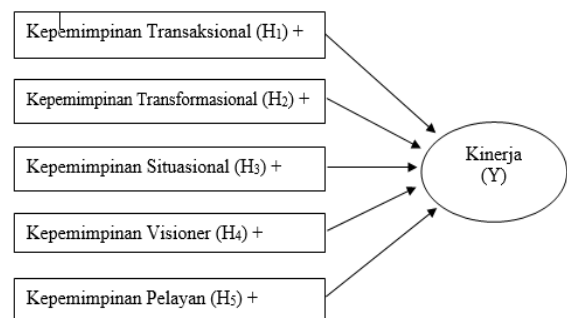 Kepemimpinan Transaksional (H₁) +
Kepemimpinan Transformasional (H₂) +
Kepemimpinan Situasional (H₃) +
Kinerja
(Y)
Kepemimpinan Visioner (H₄) +
Kepemimpinan Pelayan (H₅) +